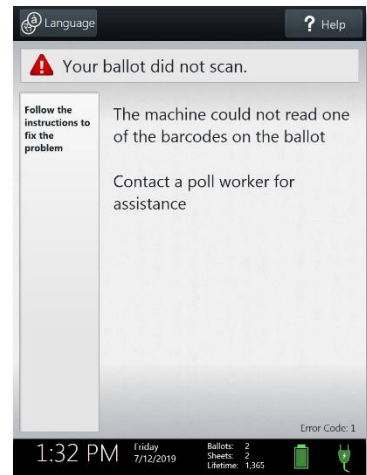 Language
? Help
Your ballot did not scan.
Follow the
instructions to
fix the
problem
The machine could not read one
of the barcodes on the ballot
Contact a poll worker for
assistance
Error Code: 1
1:32 PM
Friday
7/12/2019
Ballots: 2
Sheets: 2
Lifetime: 1,365